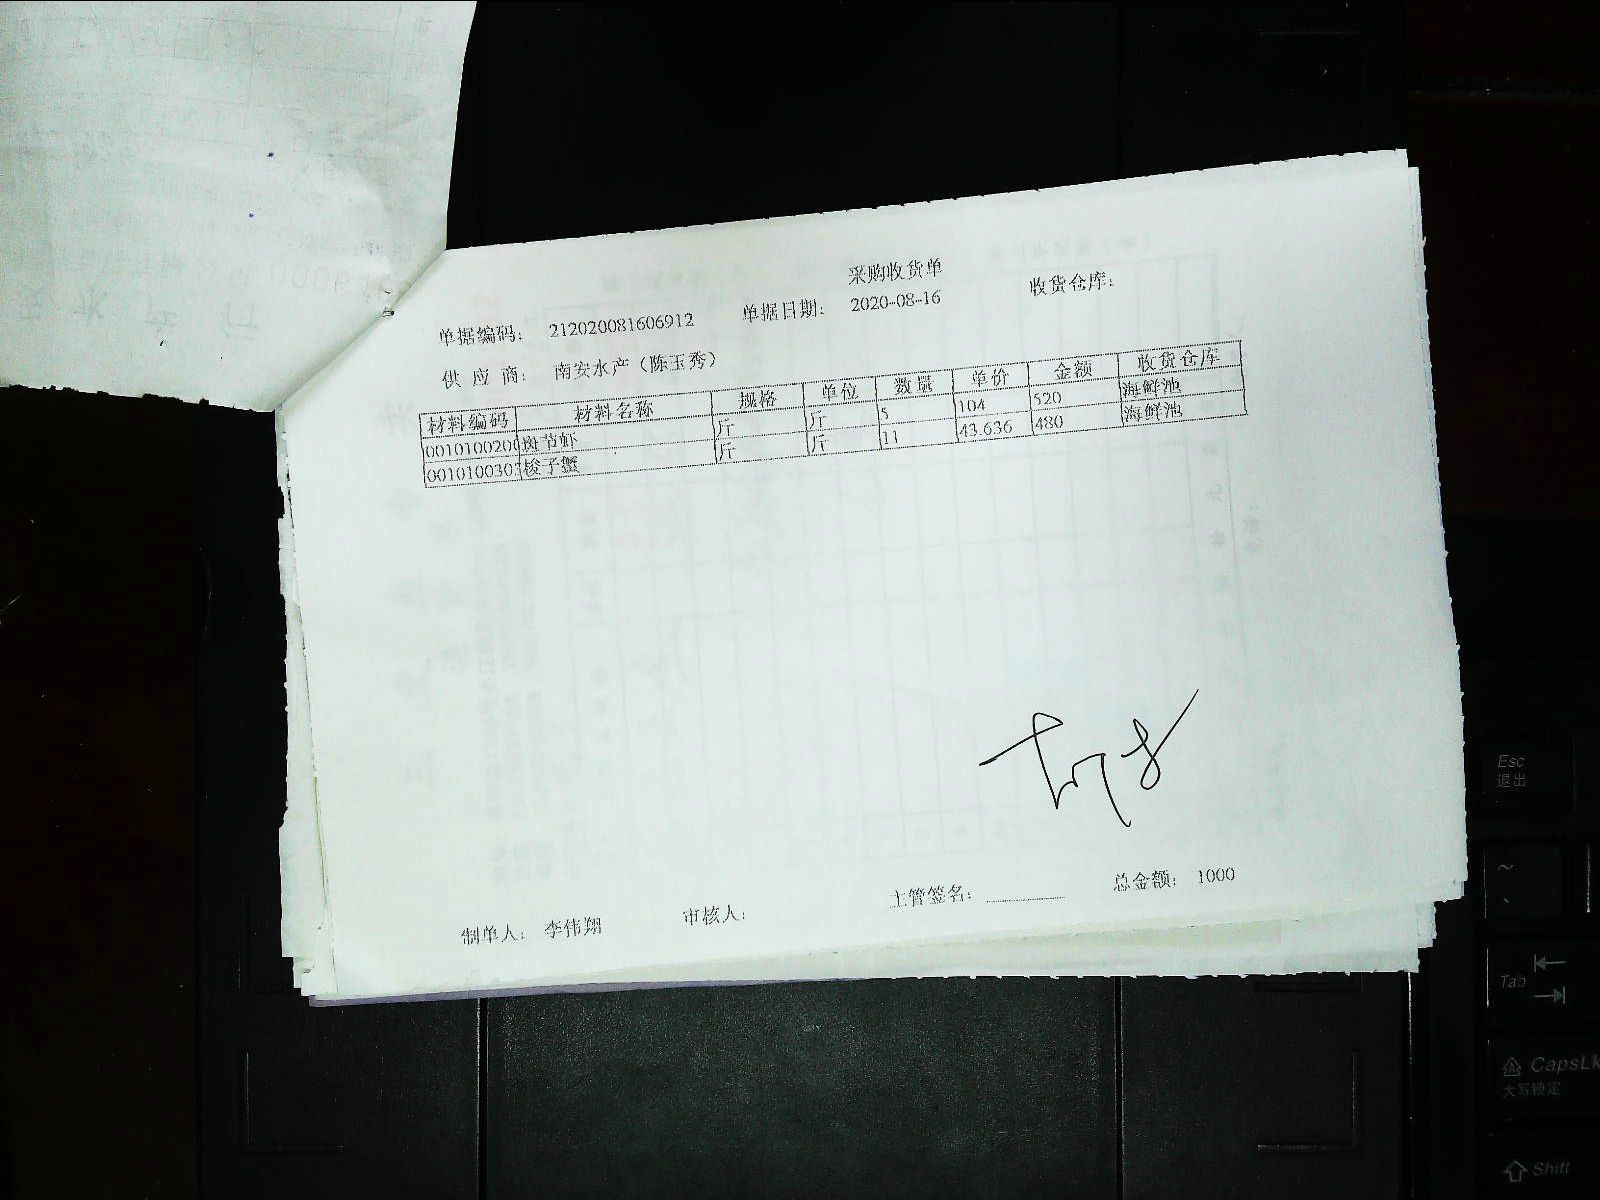 采购收货单
单据编码： 212020081606912 单据日期： 2020-08-16 收货仓库：
供 应 商： 南安水产（陈玉秀）
材料编码 材料名称 规格 单位 数量 单价 金额 收货仓库
0010100200 斑节虾 斤 斤 5 104 520 海鲜池
001010030 梭子蟹 斤 斤 11 43.636 480 海鲜池
制单人： 李伟翔 审核人： 主管签名： 总金额： 1000
Esc
退出
~
Tab
CapsLk
大写锁定
Shift